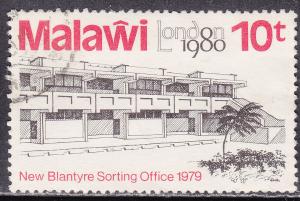 Malaŵi London 1980 10t
New Blantyre Sorting Office 1979